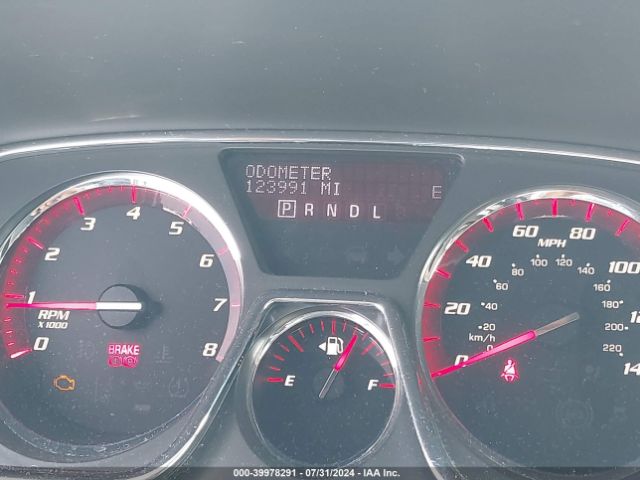 ODOMETER
123991 MI
E
P R N D L
0 1 2 3 4 5 6 7 8
RPM
X1000
BRAKE
E F
0 20 40 60 80 100
MPH
0 20 40 60 80 100 120 140 160 180 200 220
km/h
000-39978291 - 07/31/2024 - IAA Inc.